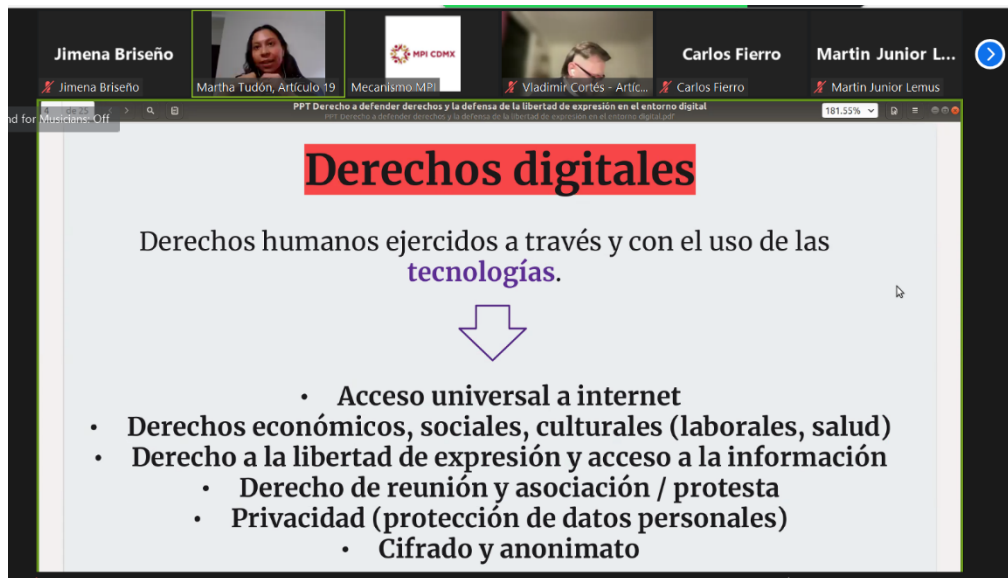 Jimena Briseño
MPI CDMX
Carlos Fierro
Martin Junior L...
Jimena Briseño
Martha Tudón, Artículo 19
Mecanismo MPI
Vladimir Cortés - Artíc...
Carlos Fierro
Martin Junior Lemus
4 de 25
PPT Derecho a defender derechos y la defensa de la libertad de expresión en el entorno digital
PPT Derecho a defender derechos y la defensa de la libertad de expresión en el entorno digital.pdf
181.55%
nd for Musicians: Off
Derechos digitales
Derechos humanos ejercidos a través y con el uso de las
tecnologías.
• Acceso universal a internet
• Derechos económicos, sociales, culturales (laborales, salud)
• Derecho a la libertad de expresión y acceso a la información
• Derecho de reunión y asociación / protesta
• Privacidad (protección de datos personales)
• Cifrado y anonimato